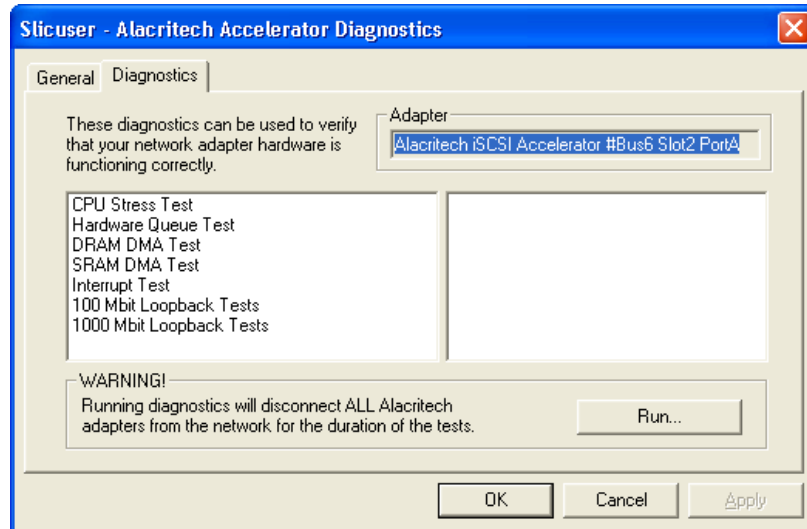 Slicuser - Alacritech Accelerator Diagnostics
General
Diagnostics
These diagnostics can be used to verify
that your network adapter hardware is
functioning correctly.
Adapter
Alacritech iSCSI Accelerator #Bus6 Slot2 PortA
CPU Stress Test
Hardware Queue Test
DRAM DMA Test
SRAM DMA Test
Interrupt Test
100 Mbit Loopback Tests
1000 Mbit Loopback Tests
WARNING!
Running diagnostics will disconnect ALL Alacritech
adapters from the network for the duration of the tests.
Run...
OK
Cancel
Apply